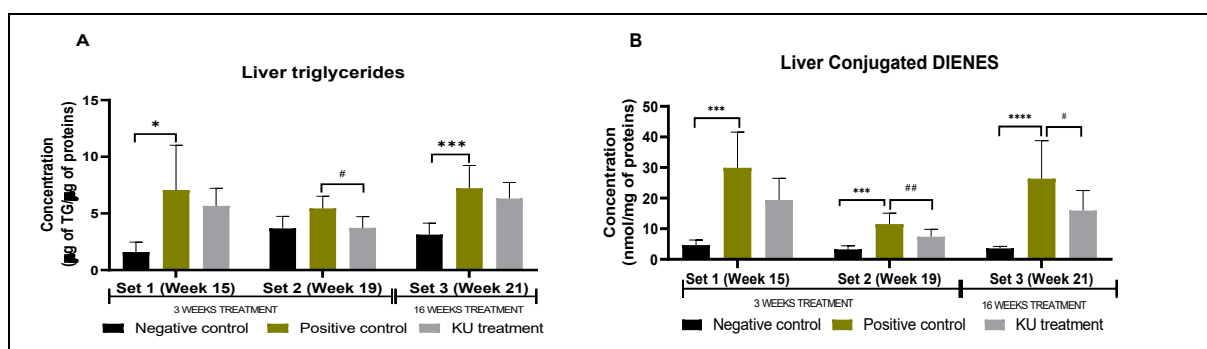 A
Liver triglycerides
Concentration
(µg of TG/µg of proteins)
15
10
5
0
*
#
***
Set 1 (Week 15) Set 2 (Week 19) Set 3 (Week 21)
3 WEEKS TREATMENT 16 WEEKS TREATMENT
Negative control Positive control KU treatment
B
Liver Conjugated DIENES
Concentration
(nmol/mg of proteins)
50
40
30
20
10
0
***
*** ##
**** #
Set 1 (Week 15) Set 2 (Week 19) Set 3 (Week 21)
3 WEEKS TREATMENT 16 WEEKS TREATMENT
Negative control Positive control KU treatment